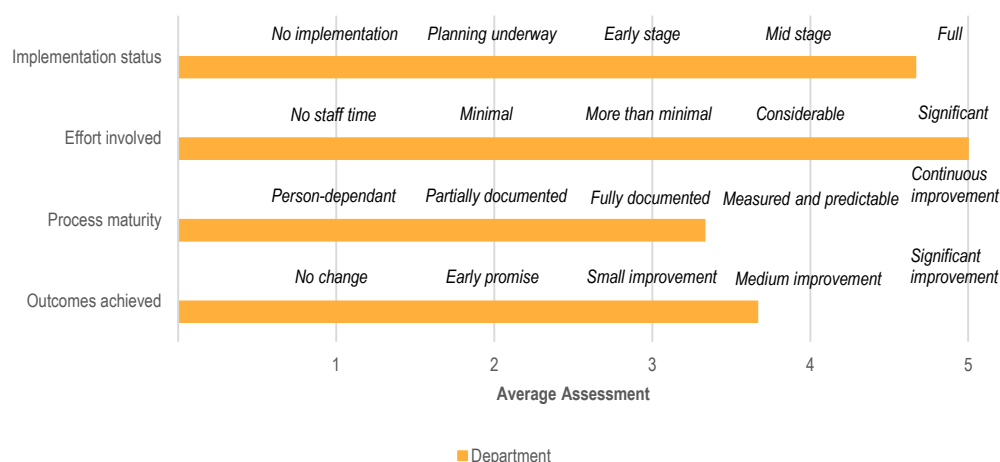 No implementation Planning underway Early stage Mid stage Full
Implementation status
No staff time Minimal More than minimal Considerable Significant
Effort involved
Person-dependant Partially documented Fully documented Measured and predictable Continuous
improvement
Process maturity
No change Early promise Small improvement Medium improvement Significant
improvement
Outcomes achieved
1 2 3 4 5
Average Assessment
Department